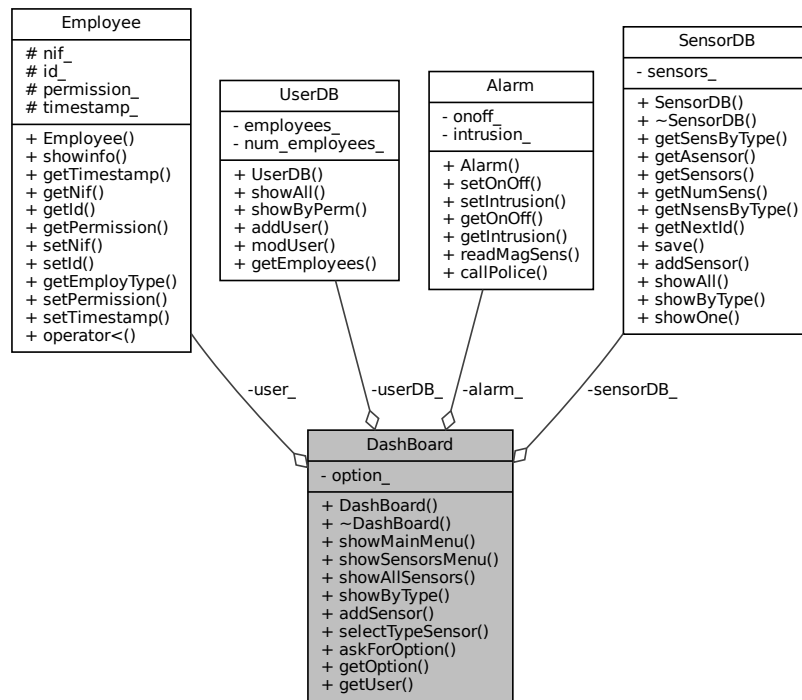 Employee
# nif_
# id_
# permission_
# timestamp_
+ Employee()
+ showinfo()
+ getTimestamp()
+ getNif()
+ getId()
+ getPermission()
+ setNif()
+ setId()
+ getEmployType()
+ setPermission()
+ setTimestamp()
+ operator<()
UserDB
- employees_
- num_employees_
+ UserDB()
+ showAll()
+ showByPerm()
+ addUser()
+ modUser()
+ getEmployees()
Alarm
- onoff_
- intrusion_
+ Alarm()
+ setOnOff()
+ setIntrusion()
+ getOnOff()
+ getIntrusion()
+ readMagSens()
+ callPolice()
SensorDB
- sensors_
+ SensorDB()
+ ~SensorDB()
+ getSensByType()
+ getAsensor()
+ getSensors()
+ getNumSens()
+ getNsensByType()
+ getNextId()
+ save()
+ addSensor()
+ showAll()
+ showByType()
+ showOne()
-user_
-userDB_
-alarm_
-sensorDB_
DashBoard
- option_
+ DashBoard()
+ ~DashBoard()
+ showMainMenu()
+ showSensorsMenu()
+ showAllSensors()
+ showByType()
+ addSensor()
+ selectTypeSensor()
+ askForOption()
+ getOption()
+ getUser()